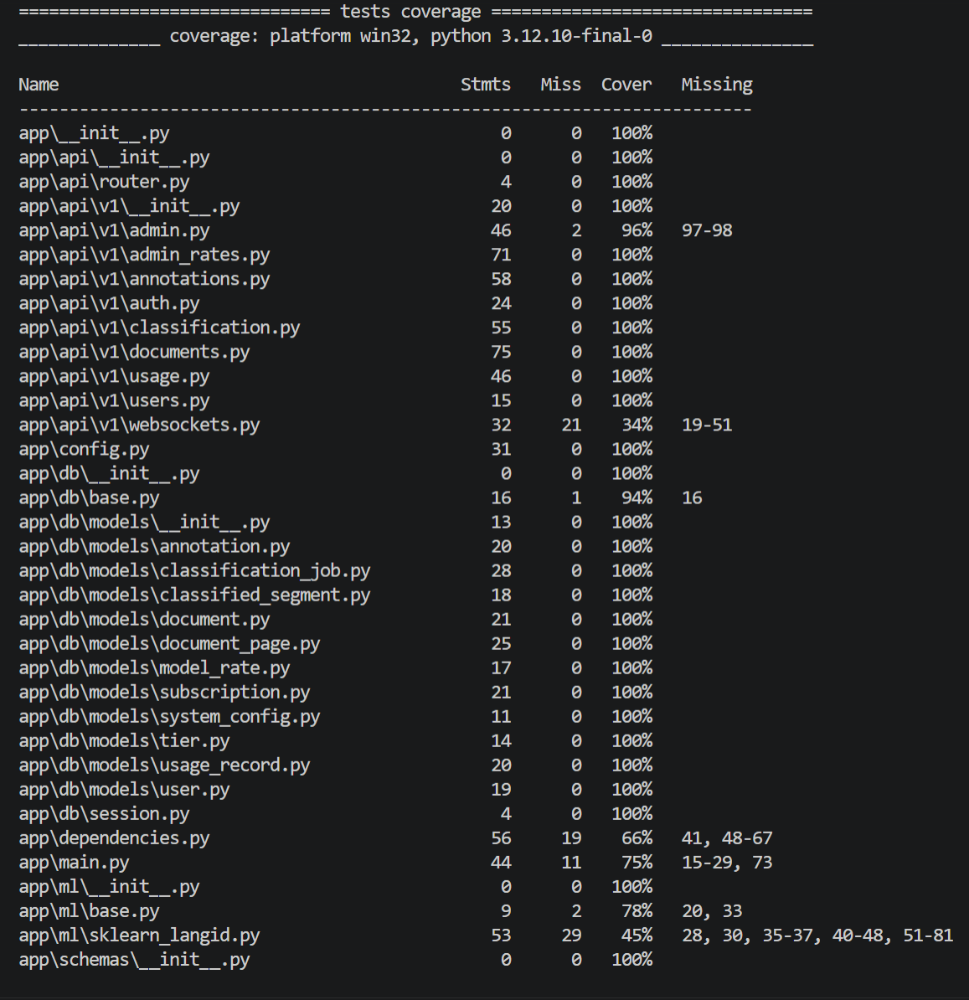 =============================== tests coverage ================================
______________ coverage: platform win32, python 3.12.10-final-0 _______________
Name                                        Stmts   Miss  Cover   Missing
-------------------------------------------------------------------------
app\__init__.py                                 0      0   100%
app\api\__init__.py                             0      0   100%
app\api\router.py                               4      0   100%
app\api\v1\__init__.py                         20      0   100%
app\api\v1\admin.py                            46      2    96%   97-98
app\api\v1\admin_rates.py                      71      0   100%
app\api\v1\annotations.py                      58      0   100%
app\api\v1\auth.py                             24      0   100%
app\api\v1\classification.py                   55      0   100%
app\api\v1\documents.py                        75      0   100%
app\api\v1\usage.py                            46      0   100%
app\api\v1\users.py                            15      0   100%
app\api\v1\websockets.py                       32     21    34%   19-51
app\config.py                                  31      0   100%
app\db\__init__.py                              0      0   100%
app\db\base.py                                 16      1    94%   16
app\db\models\__init__.py                      13      0   100%
app\db\models\annotation.py                    20      0   100%
app\db\models\classification_job.py            28      0   100%
app\db\models\classified_segment.py            18      0   100%
app\db\models\document.py                      21      0   100%
app\db\models\document_page.py                 25      0   100%
app\db\models\model_rate.py                    17      0   100%
app\db\models\subscription.py                  21      0   100%
app\db\models\system_config.py                 11      0   100%
app\db\models\tier.py                          14      0   100%
app\db\models\usage_record.py                  20      0   100%
app\db\models\user.py                          19      0   100%
app\db\session.py                               4      0   100%
app\dependencies.py                            56     19    66%   41, 48-67
app\main.py                                    44     11    75%   15-29, 73
app\ml\__init__.py                              0      0   100%
app\ml\base.py                                  9      2    78%   20, 33
app\ml\sklearn_langid.py                       53     29    45%   28, 30, 35-37, 40-48, 51-81
app\schemas\__init__.py                         0      0   100%